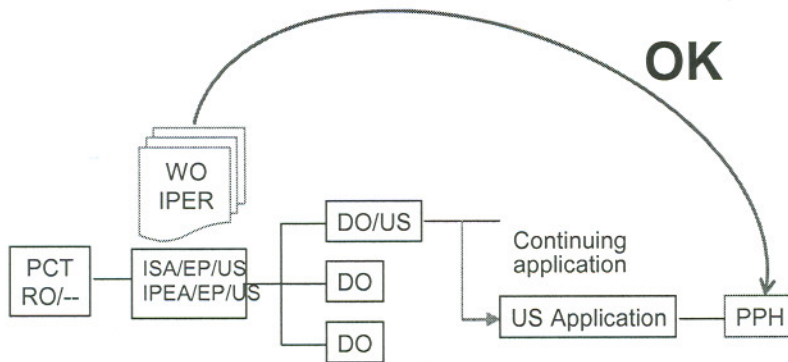 OK
WO
IPER
PCT
RO/--
ISA/EP/US
IPEA/EP/US
DO/US
DO
DO
Continuing
application
US Application
PPH